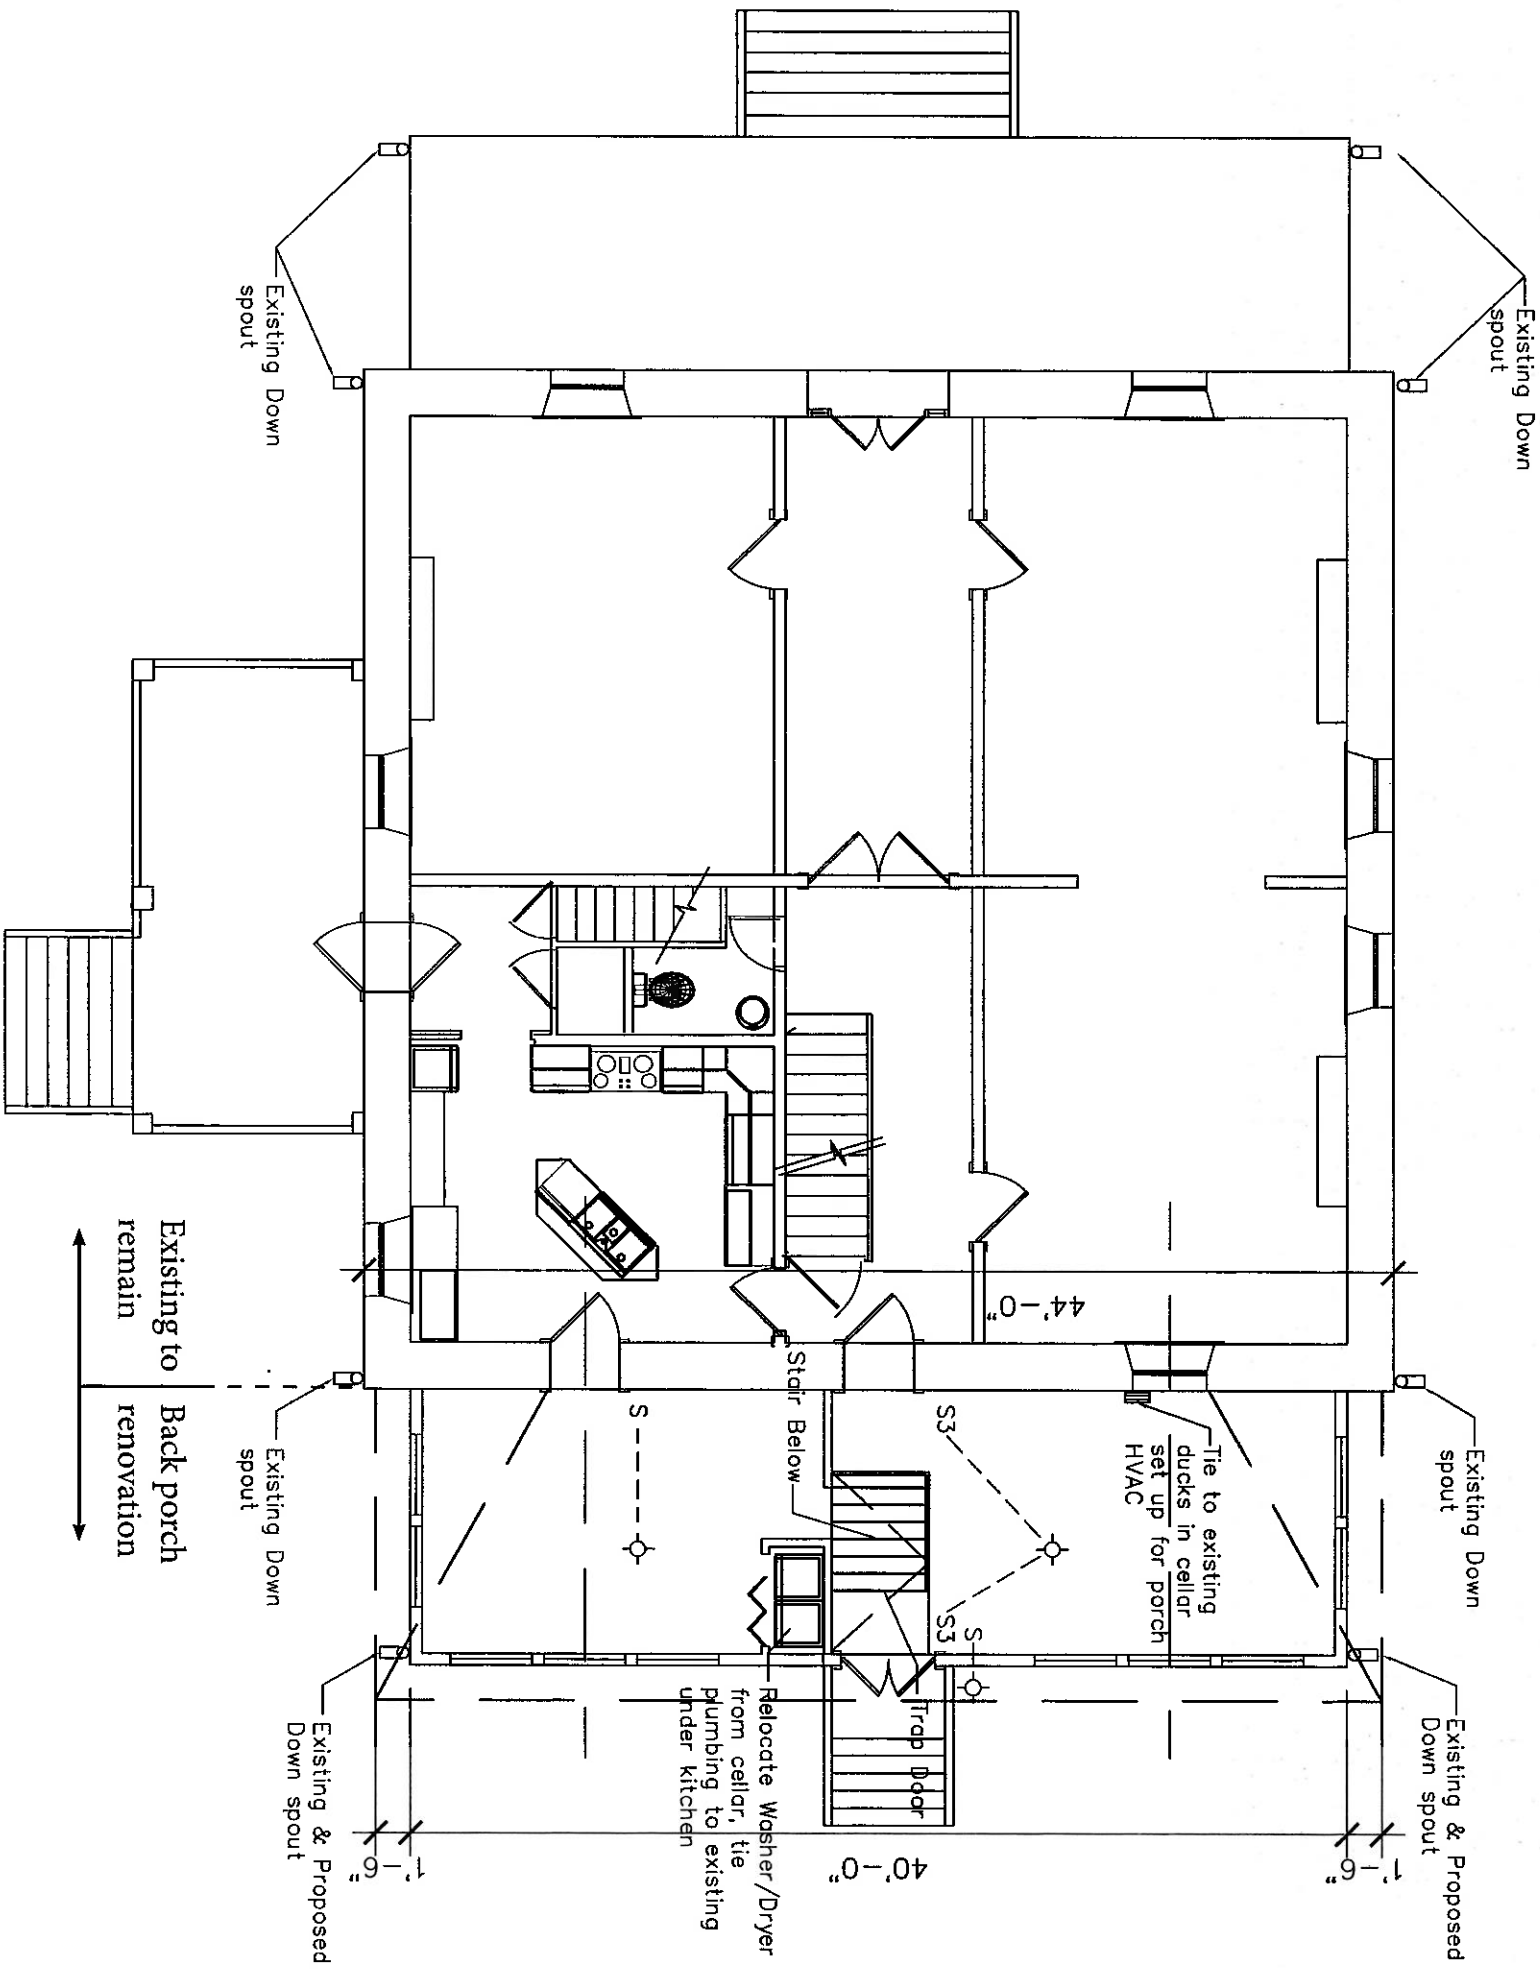 Existing Down
spout
Existing Down
spout
44'-0"
Existing to
remain
Back porch
renovation
Existing Down
spout
Existing Down
spout
Stair Below
S
S3
S3
S
Tie to existing
ducks in cellar
set up for porch
HVAC
Trap Door
Relocate Washer/Dryer
from cellar, tie
plumbing to existing
under kitchen
Existing & Proposed
Down spout
Existing & Proposed
Down spout
1'-6"
40'-0"
1'-6"